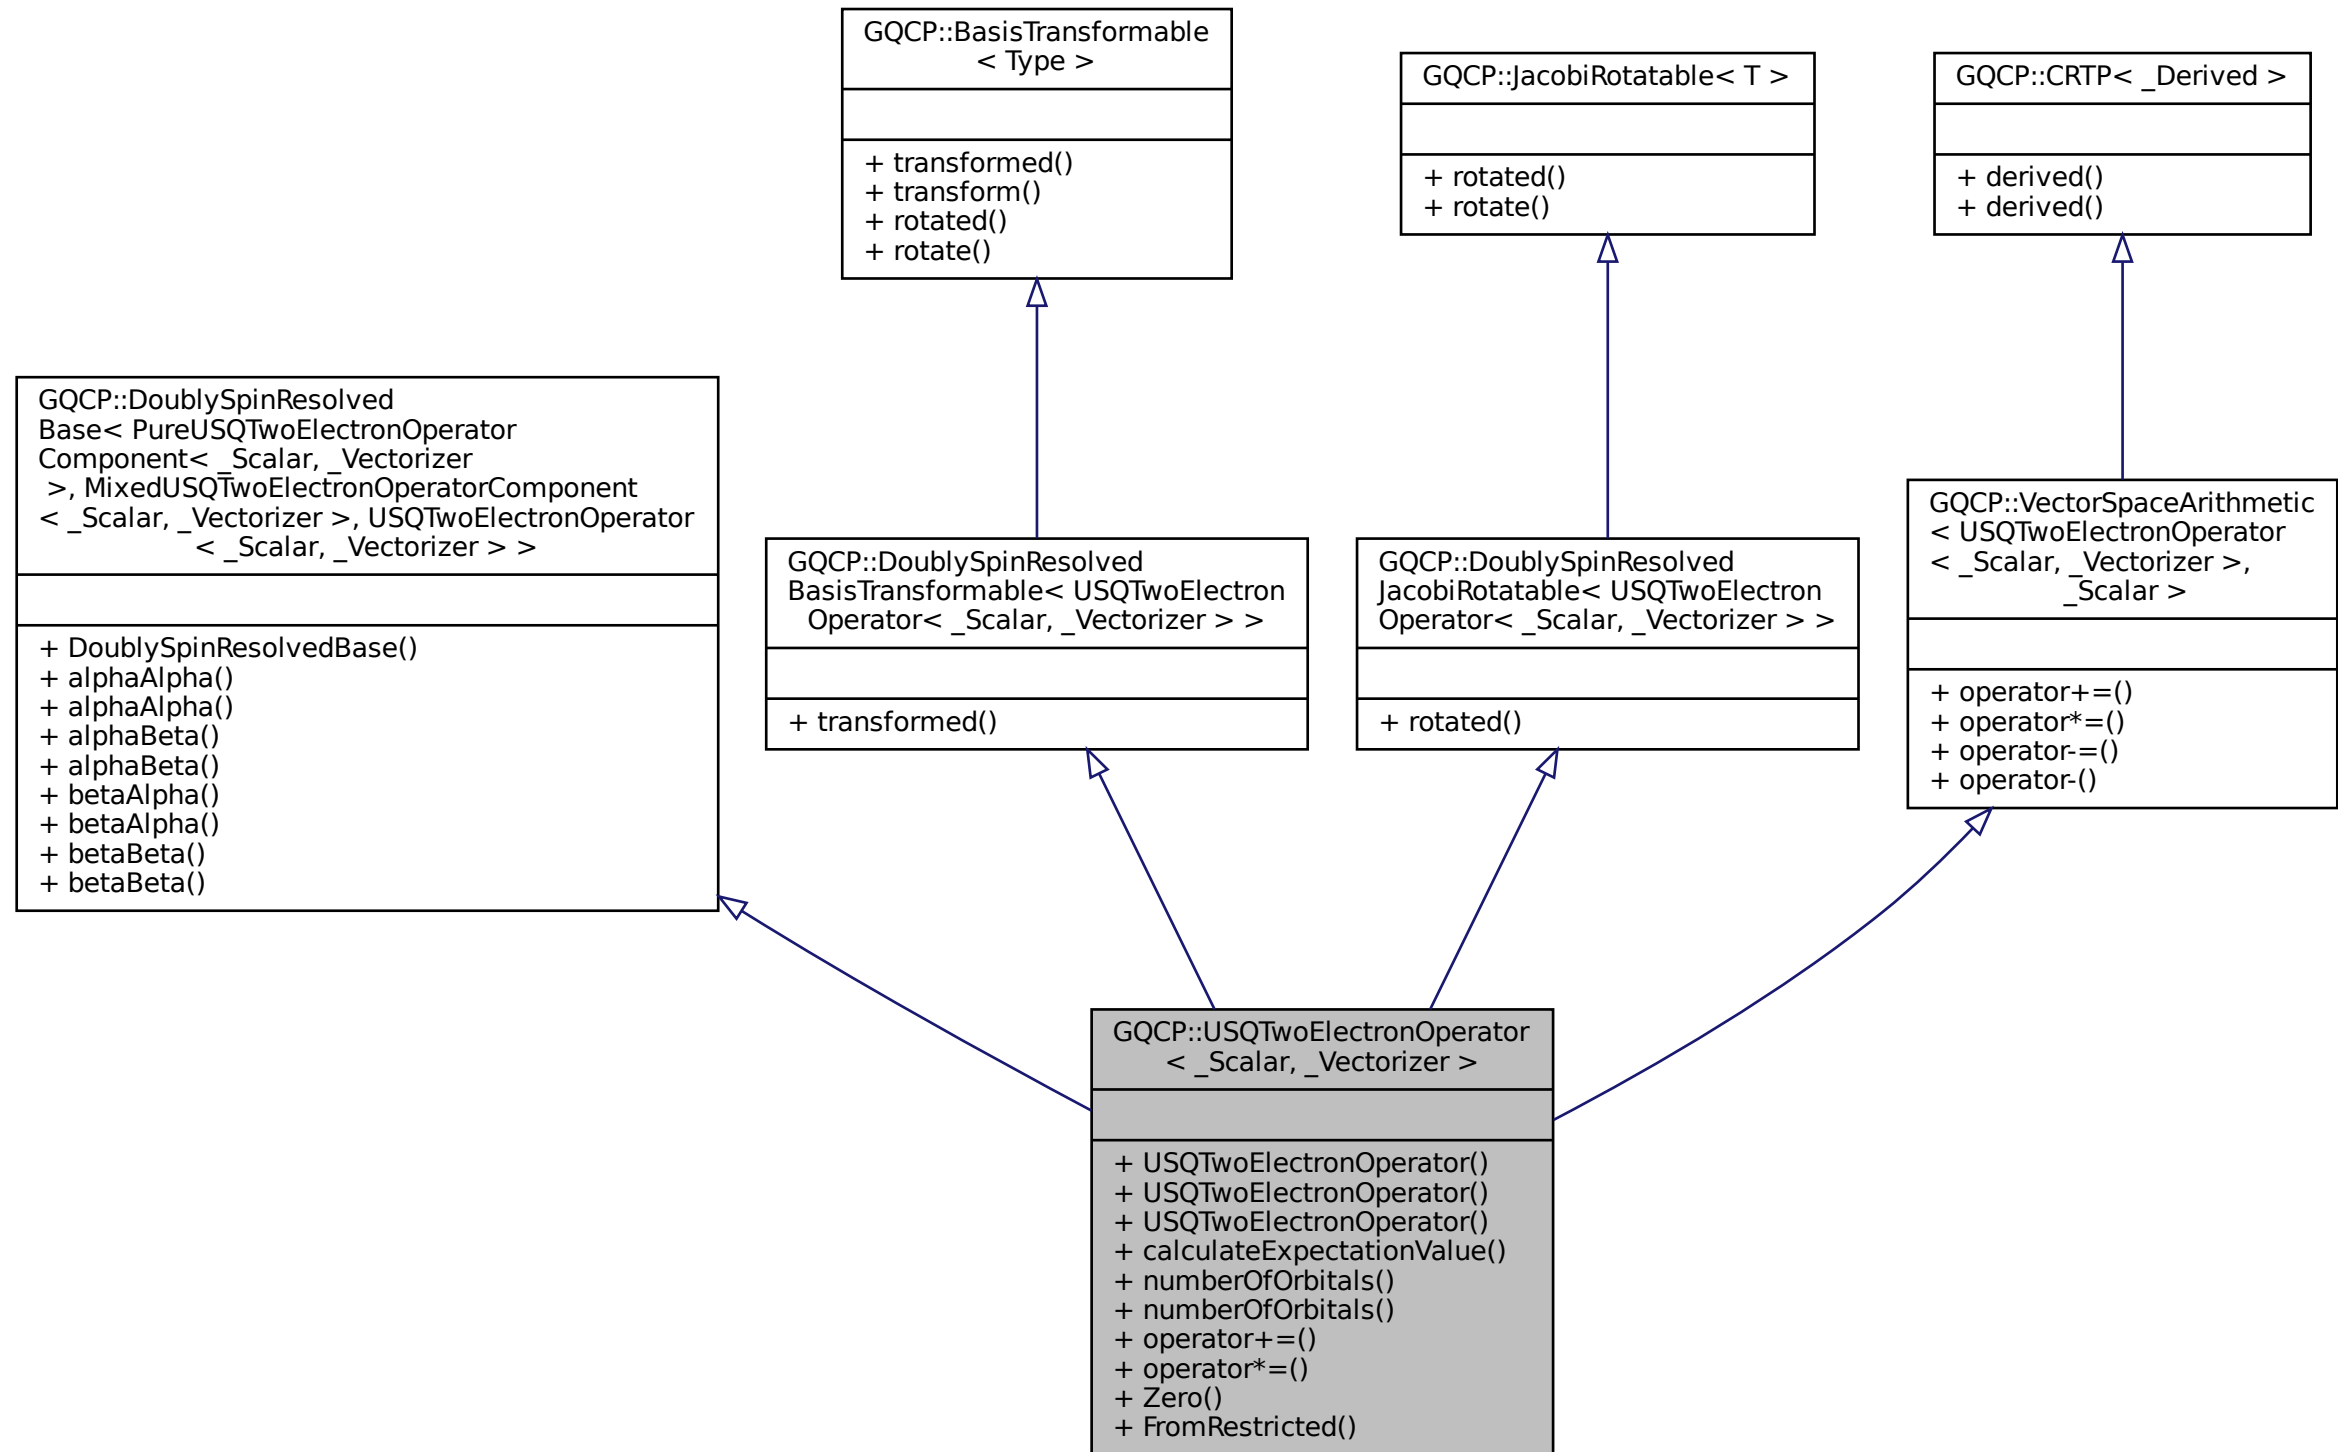 GQCP::BasisTransformable
< Type >
+ transformed()
+ transform()
+ rotated()
+ rotate()
GQCP::JacobiRotatable< T >
+ rotated()
+ rotate()
GQCP::CRTP< _Derived >
+ derived()
+ derived()
GQCP::DoublySpinResolved
Base< PureUSQTwoElectronOperator
Component< _Scalar, _Vectorizer
>, MixedUSQTwoElectronOperatorComponent
< _Scalar, _Vectorizer >, USQTwoElectronOperator
< _Scalar, _Vectorizer > >
+ DoublySpinResolvedBase()
+ alphaAlpha()
+ alphaAlpha()
+ alphaBeta()
+ alphaBeta()
+ betaAlpha()
+ betaAlpha()
+ betaBeta()
+ betaBeta()
GQCP::DoublySpinResolved
BasisTransformable< USQTwoElectron
Operator< _Scalar, _Vectorizer > >
+ transformed()
GQCP::DoublySpinResolved
JacobiRotatable< USQTwoElectron
Operator< _Scalar, _Vectorizer > >
+ rotated()
GQCP::VectorSpaceArithmetic
< USQTwoElectronOperator
< _Scalar, _Vectorizer >,
_Scalar >
+ operator+=()
+ operator*=()
+ operator-=()
+ operator-()
GQCP::USQTwoElectronOperator
< _Scalar, _Vectorizer >
+ USQTwoElectronOperator()
+ USQTwoElectronOperator()
+ USQTwoElectronOperator()
+ calculateExpectationValue()
+ numberOfOrbitals()
+ numberOfOrbitals()
+ operator+=()
+ operator*=()
+ Zero()
+ FromRestricted()